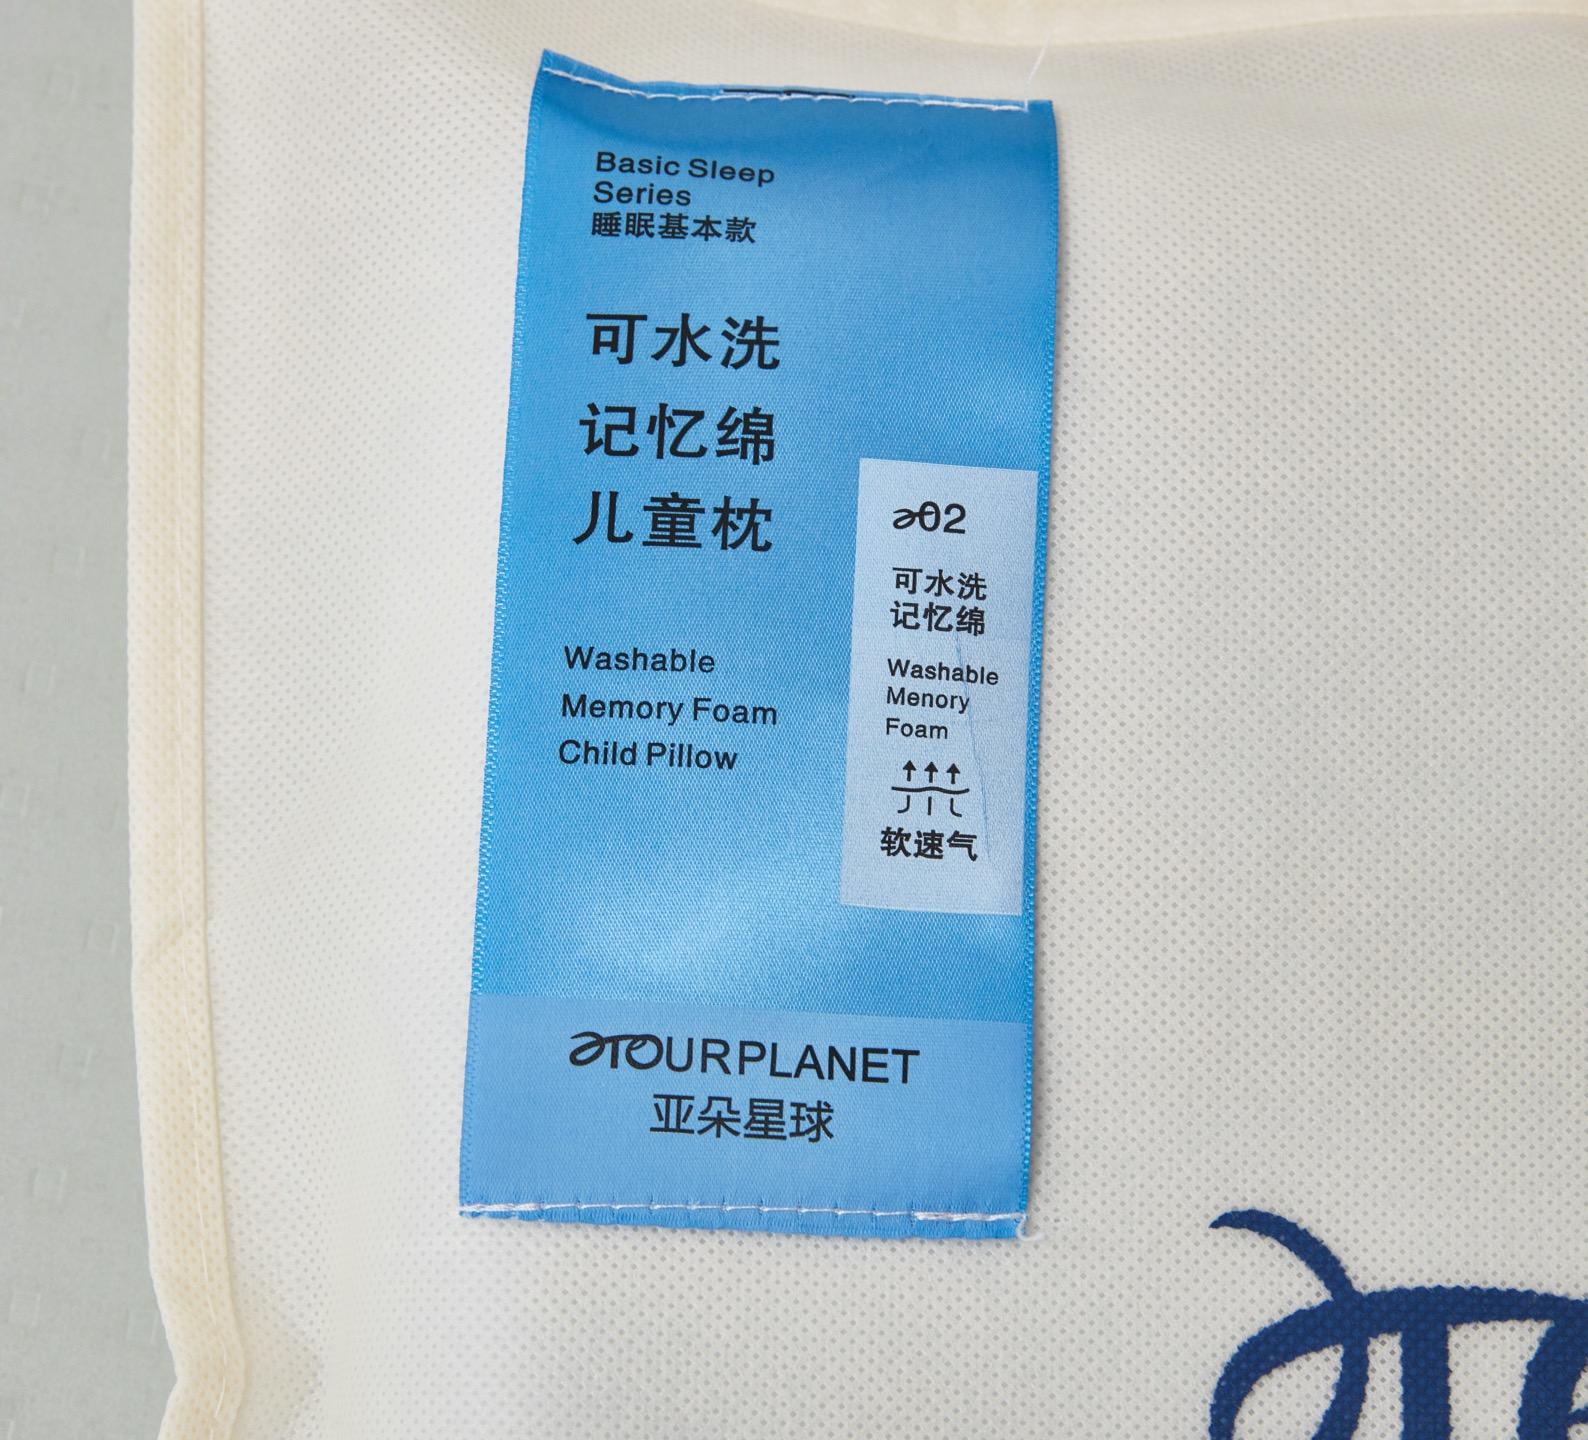 Basic Sleep
Series
睡眠基本款
可水洗
记忆绵
儿童枕
Washable
Memory Foam
Child Pillow
a02
可水洗
记忆绵
Washable
Menory
Foam
软速气
aTOURPLANET
亚朵星球